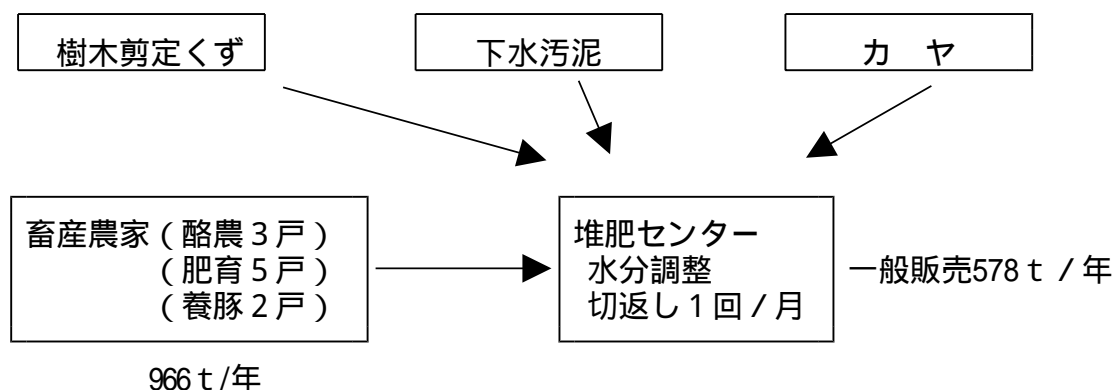 樹木剪定くず
下水汚泥
カ　ヤ
畜産農家（酪農３戸）
（肥育５戸）
（養豚２戸）
966ｔ/年
堆肥センター
水分調整
切返し１回／月
一般販売578ｔ／年